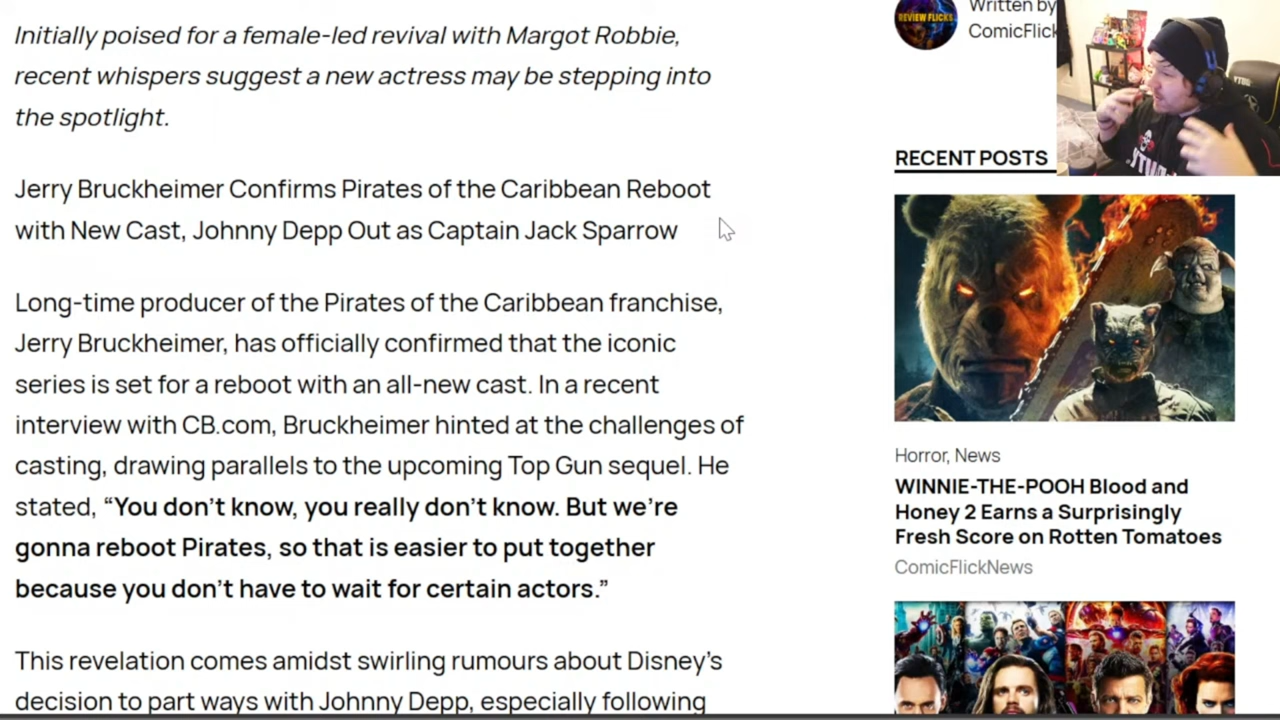 Initially poised for a female-led revival with Margot Robbie,
recent whispers suggest a new actress may be stepping into
the spotlight.
Jerry Bruckheimer Confirms Pirates of the Caribbean Reboot
with New Cast, Johnny Depp Out as Captain Jack Sparrow
Long-time producer of the Pirates of the Caribbean franchise,
Jerry Bruckheimer, has officially confirmed that the iconic
series is set for a reboot with an all-new cast. In a recent
interview with CB.com, Bruckheimer hinted at the challenges of
casting, drawing parallels to the upcoming Top Gun sequel. He
stated, “You don’t know, you really don’t know. But we’re
gonna reboot Pirates, so that is easier to put together
because you don’t have to wait for certain actors.”
This revelation comes amidst swirling rumours about Disney’s
decision to part ways with Johnny Depp, especially following
REVIEW FLICKS
Written by
ComicFlick
RECENT POSTS
Horror, News
WINNIE-THE-POOH Blood and
Honey 2 Earns a Surprisingly
Fresh Score on Rotten Tomatoes
ComicFlickNews